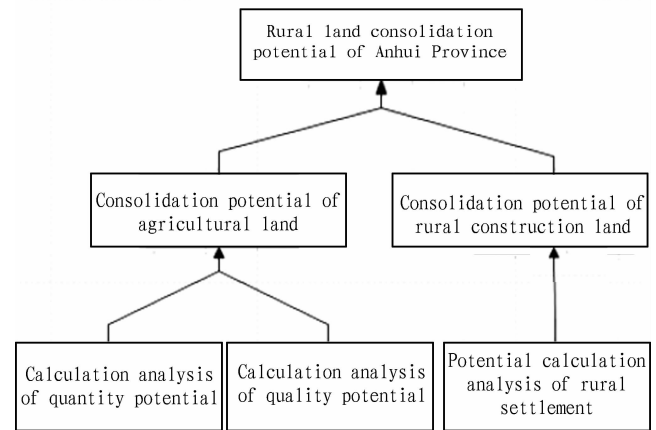 Rural land consolidation
potential of Anhui Province
Consolidation potential of
agricultural land
Consolidation potential of
rural construction land
Calculation analysis
of quantity potential
Calculation analysis
of quality potential
Potential calculation
analysis of rural
settlement